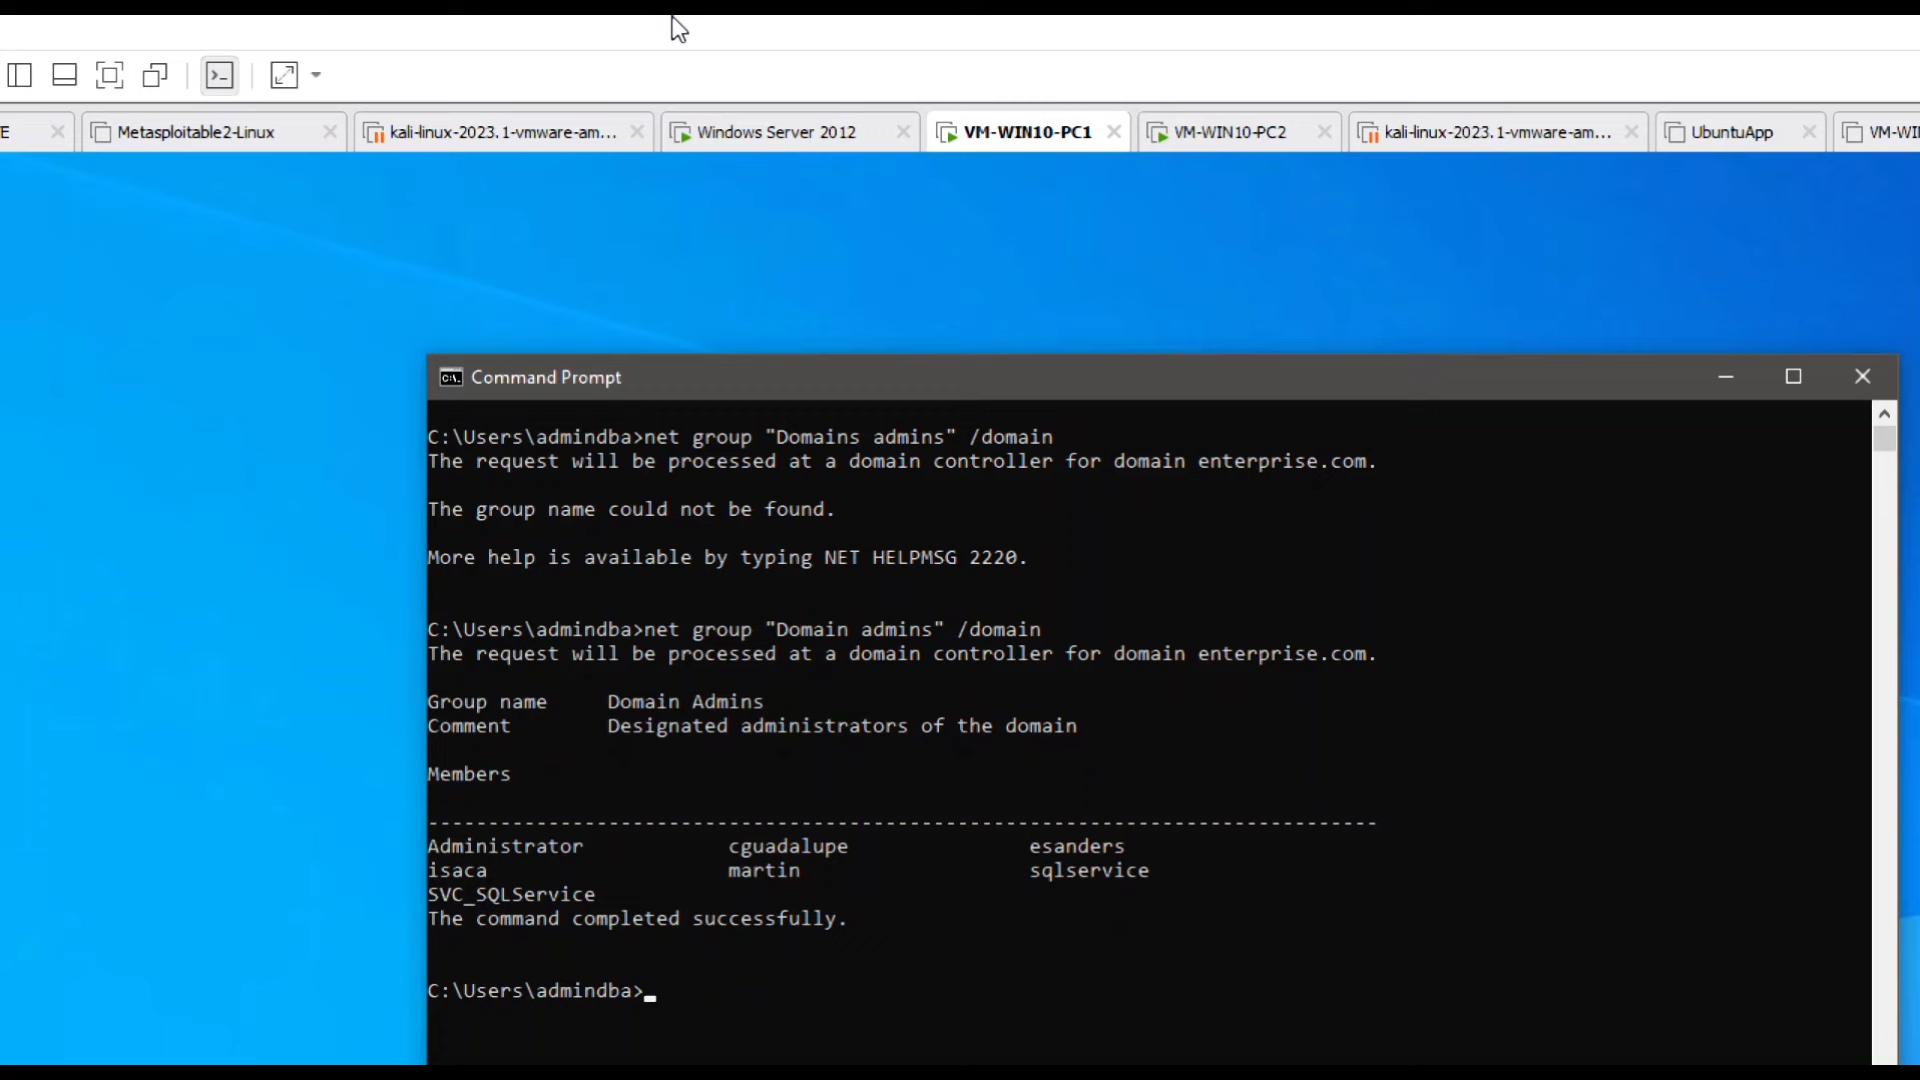 E
Metasploitable2-Linux
kali-linux-2023.1-vmware-am...
Windows Server 2012
VM-WIN10-PC1
VM-WIN10-PC2
kali-linux-2023.1-vmware-am...
UbuntuApp
VM-WI
Command Prompt
C:\Users\admindba>net group "Domains admins" /domain
The request will be processed at a domain controller for domain enterprise.com.
The group name could not be found.
More help is available by typing NET HELPMSG 2220.
C:\Users\admindba>net group "Domain admins" /domain
The request will be processed at a domain controller for domain enterprise.com.
Group name     Domain Admins
Comment        Designated administrators of the domain
Members
-------------------------------------------------------------------------------
Administrator            cguadalupe               esanders
isaca                    martin                   sqlservice
SVC_SQLService
The command completed successfully.
C:\Users\admindba>